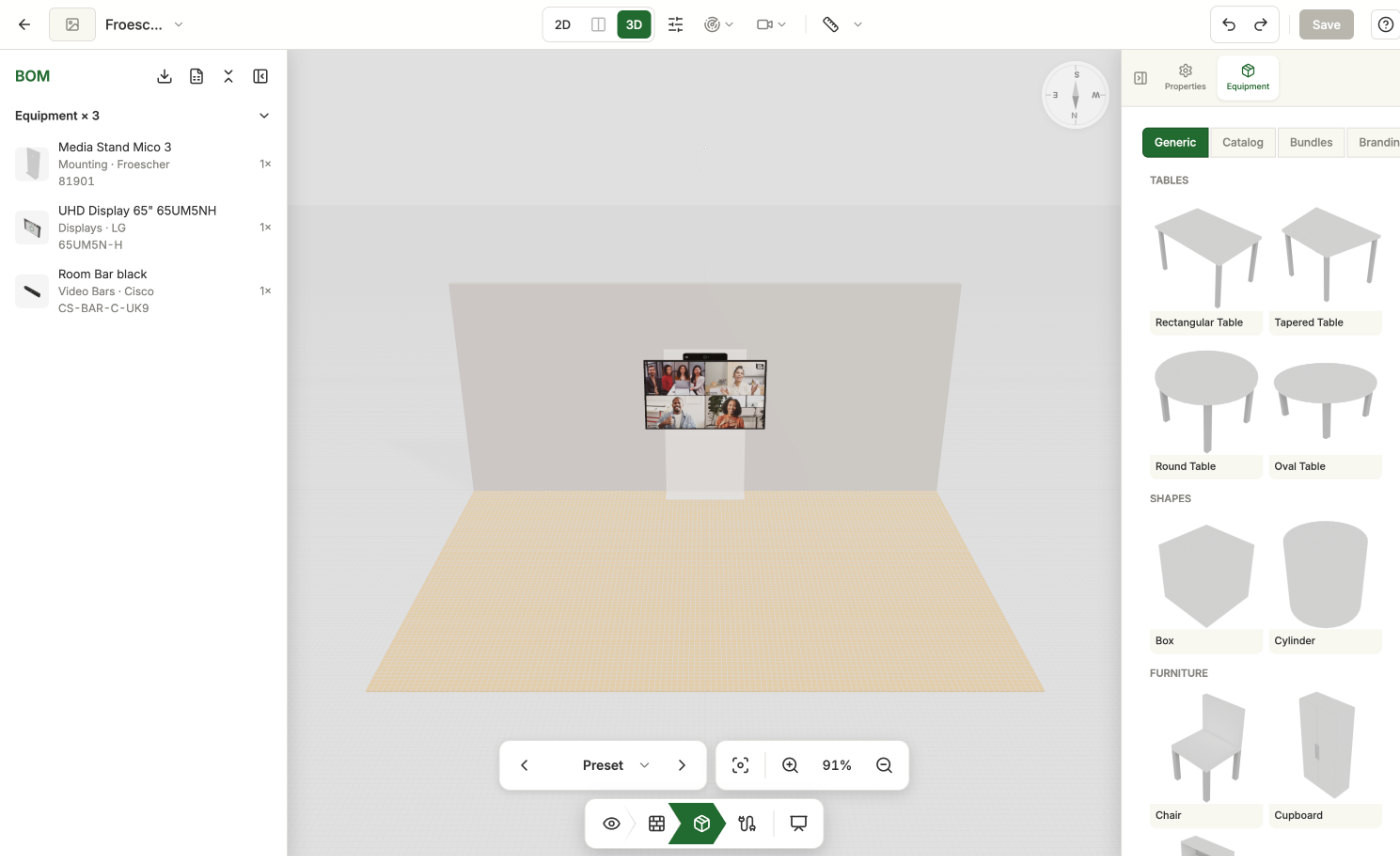 Froesc...
2D
3D
Save
BOM
Equipment × 3
Media Stand Mico 3
Mounting · Froescher
81901
1×
UHD Display 65" 65UM5NH
Displays · LG
65UM5N-H
1×
Room Bar black
Video Bars · Cisco
CS-BAR-C-UK9
1×
S
E
W
N
Preset
91%
Properties
Equipment
Generic
Catalog
Bundles
Brandin
TABLES
Rectangular Table
Tapered Table
Round Table
Oval Table
SHAPES
Box
Cylinder
FURNITURE
Chair
Cupboard